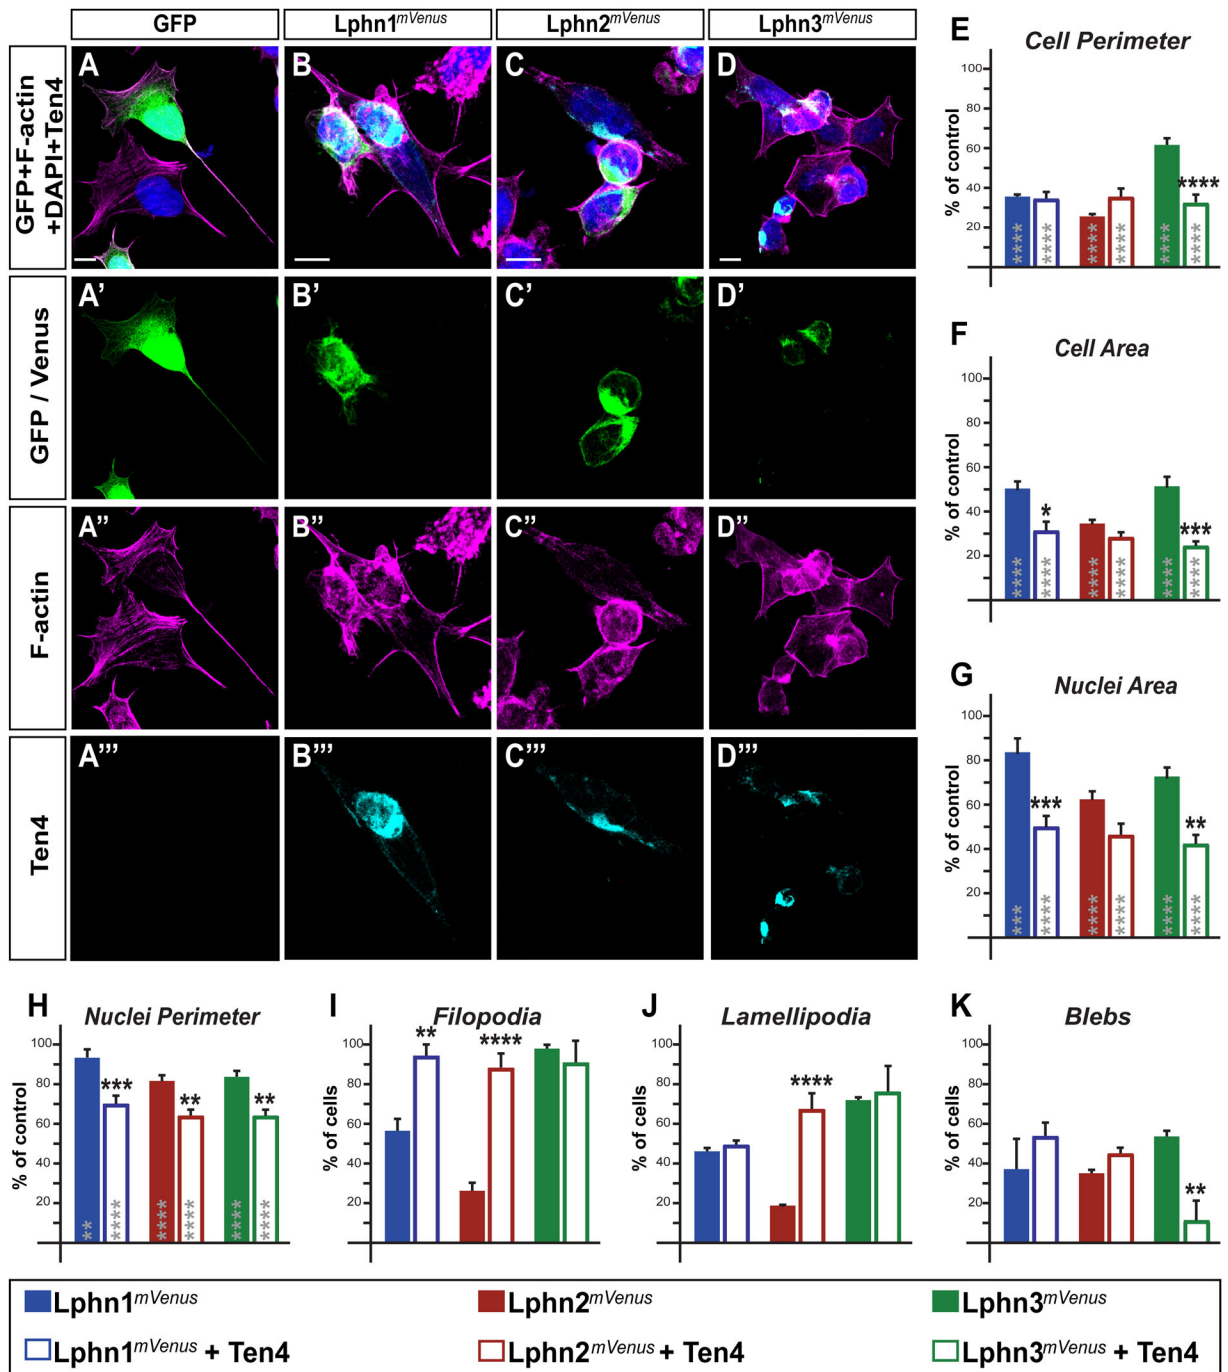 GFP
Lphn1mVenus
Lphn2mVenus
Lphn3mVenus
GFP+F-actin
+DAPI+Ten4
A
B
C
D
GFP / Venus
A’
B’
C’
D’
F-actin
A”
B”
C”
D”
Ten4
A’’’
B’’’
C’’’
D’’’
E
Cell Perimeter
% of control
100
80
60
40
20
****
****
****
****
****
****
****
F
Cell Area
% of control
100
80
60
40
20
*
***
****
****
****
****
****
****
G
Nuclei Area
% of control
80
60
40
20
***
**
***
****
****
****
****
****
H
Nuclei Perimeter
% of control
100
80
60
40
20
***
**
**
**
****
****
****
****
****
I
Filopodia
% of cells
100
80
60
40
20
**
****
J
Lamellipodia
% of cells
100
80
60
40
20
****
K
Blebs
% of cells
100
80
60
40
20
**
Lphn1mVenus
Lphn2mVenus
Lphn3mVenus
Lphn1mVenus + Ten4
Lphn2mVenus + Ten4
Lphn3mVenus + Ten4